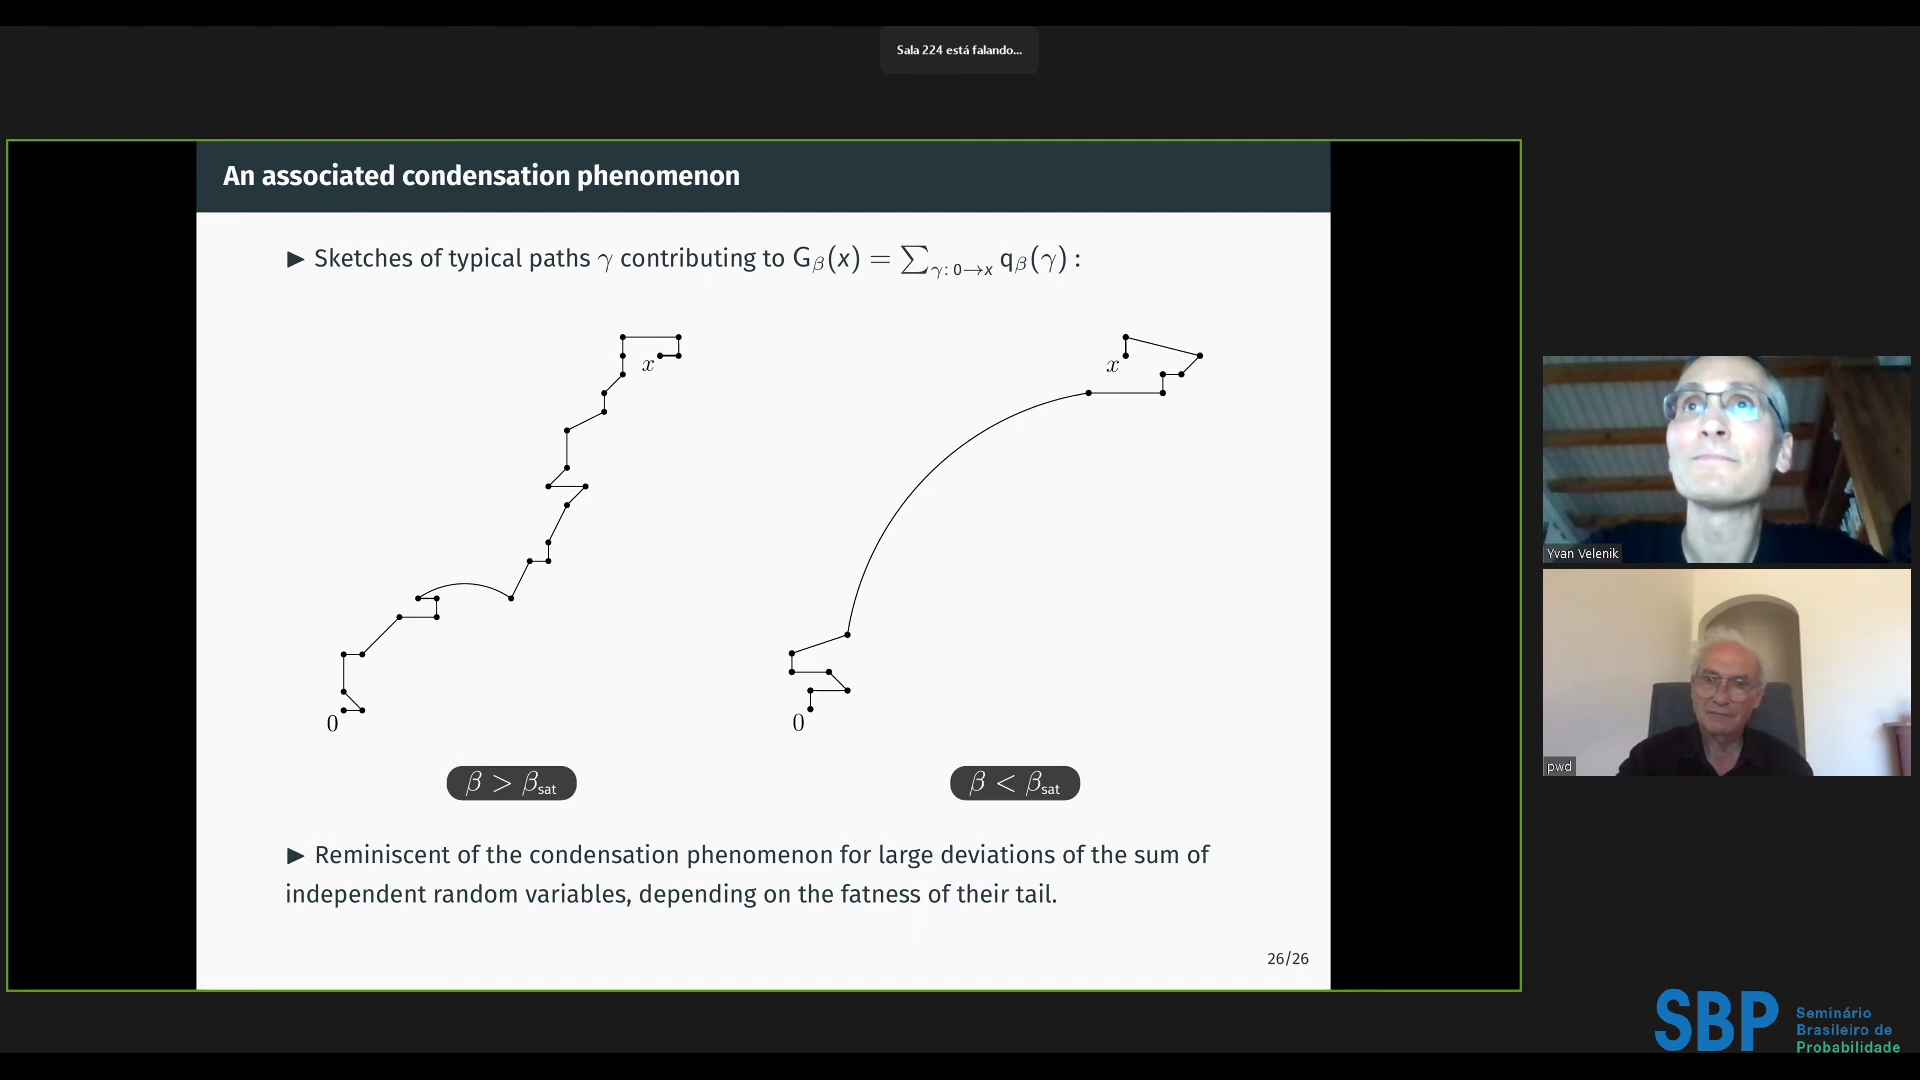 Sala 224 está falando...
An associated condensation phenomenon
▶ Sketches of typical paths γ contributing to G_β(x) = ∑_{γ: 0→x} q_β(γ) :
x
x
0
0
β > β_sat
β < β_sat
▶ Reminiscent of the condensation phenomenon for large deviations of the sum of
independent random variables, depending on the fatness of their tail.
26/26
Yvan Velenik
pwd
SBP Seminário
Brasileiro de
Probabilidade